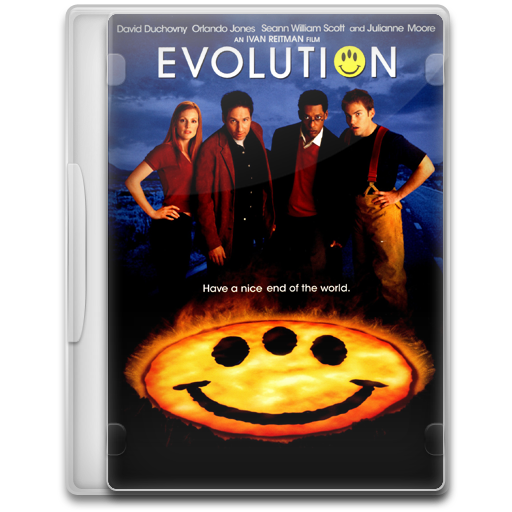 David Duchovny Orlando Jones Seann William Scott and Julianne Moore
AN IVAN REITMAN FILM
EVOLUTION
Have a nice end of the world.